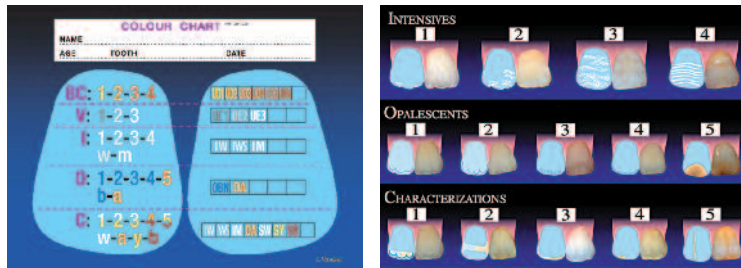 COLOUR CHART
NAME
AGE TOOTH DATE
BC: 1-2-3-4
V: 1-2-3
I: 1-2-3-4
w-m
O: 1-2-3-4-5
b-a
C: 1-2-3-4-5
w-a-y-b
UE3
IW IWS IM
OBN OA
IW IWS IM OA SW SY
INTENSIVES
1 2 3 4
OPALESCENTS
1 2 3 4 5
CHARACTERIZATIONS
1 2 3 4 5